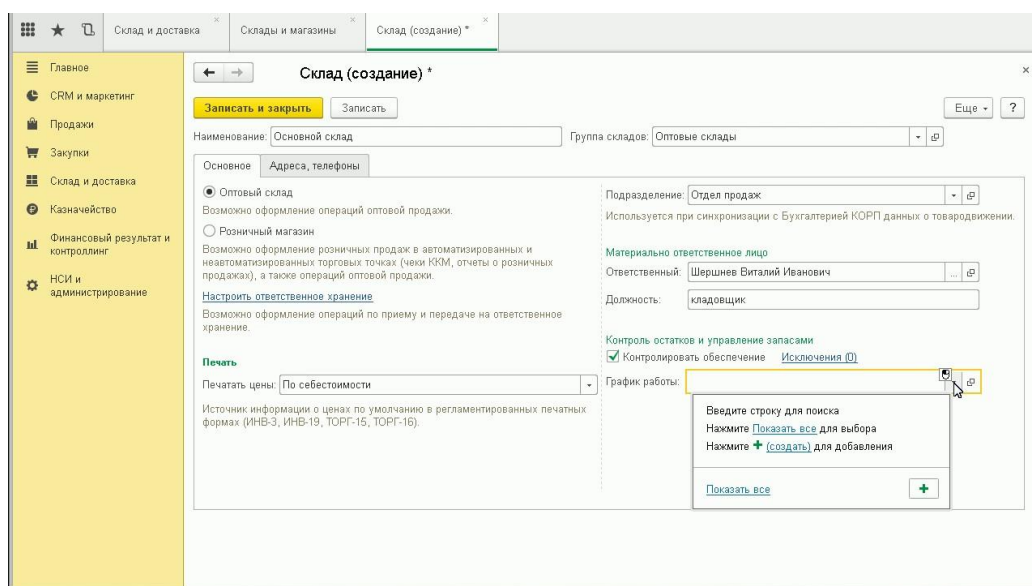 Склад и доставка
Склады и магазины
Склад (создание) *
Главное
CRM и маркетинг
Продажи
Закупки
Склад и доставка
Казначейство
Финансовый результат и
контроллинг
НСИ и
администрирование
Склад (создание) *
Записать и закрыть
Записать
Еще
?
Наименование: Основной склад
Группа складов: Оптовые склады
Основное
Адреса, телефоны
Оптовый склад
Возможно оформление операций оптовой продажи.
Розничный магазин
Возможно оформление розничных продаж в автоматизированных и
неавтоматизированных торговых точках (чеки ККМ, отчеты о розничных
продажах), а также операций оптовой продажи.
Настроить ответственное хранение
Возможно оформление операций по приему и передаче на ответственное
хранение.
Печать
Печатать цены: По себестоимости
Источник информации о ценах по умолчанию в регламентированных печатных
формах (ИНВ-3, ИНВ-19, ТОРГ-15, ТОРГ-16).
Подразделение: Отдел продаж
Используется при синхронизации с Бухгалтерией КОРП данных о товародвижении.
Материально ответственное лицо
Ответственный: Шершнев Виталий Иванович
...
Должность: кладовщик
Контроль остатков и управление запасами
Контролировать обеспечение Исключения (0)
График работы:
Введите строку для поиска
Нажмите Показать все для выбора
Нажмите + (создать) для добавления
Показать все
+